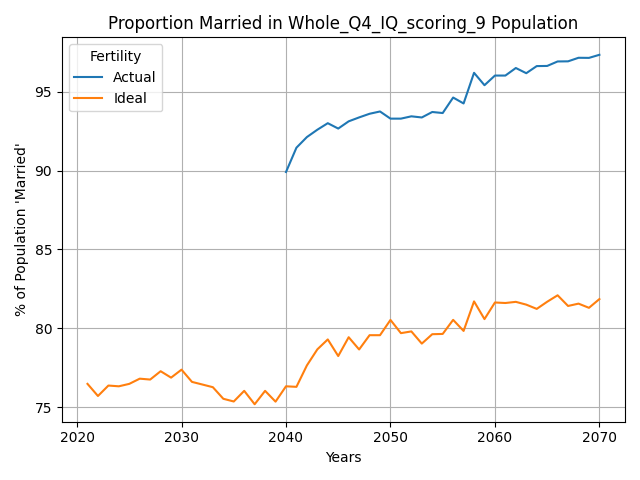 Proportion Married in Whole_Q4_IQ_scoring_9 Population
Fertility
Actual
Ideal
% of Population 'Married'
95
90
85
80
75
2020
2030
2040
2050
2060
2070
Years